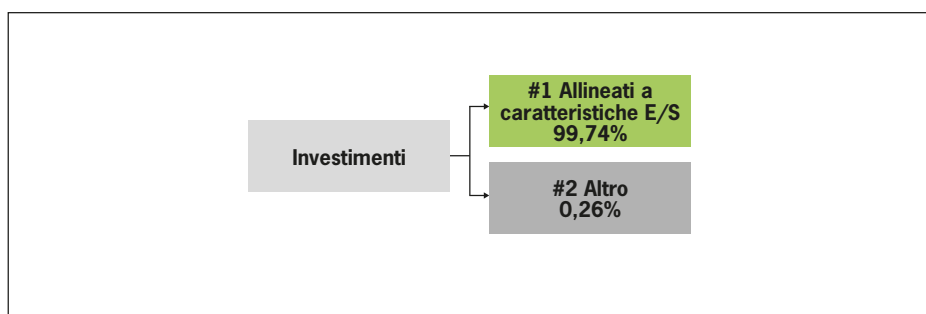 #1 Allineati a
caratteristiche E/S
99,74%
Investimenti
#2 Altro
0,26%